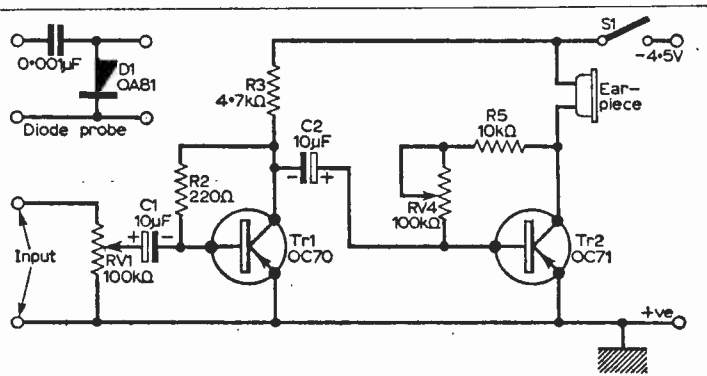 S1
-4·5V
0·001µF
D1
OA81
Diode probe
R3
4·7kΩ
Ear-
piece
R5
10kΩ
C2
10µF
- +
R2
220Ω
RV4
100kΩ
C1
10µF
+ -
Tr1
OC70
Tr2
OC71
Input
RV1
100kΩ
+ve